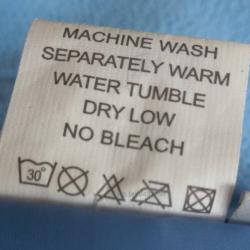 MACHINE WASH
SEPARATELY WARM
WATER TUMBLE
DRY LOW
NO BLEACH
30°